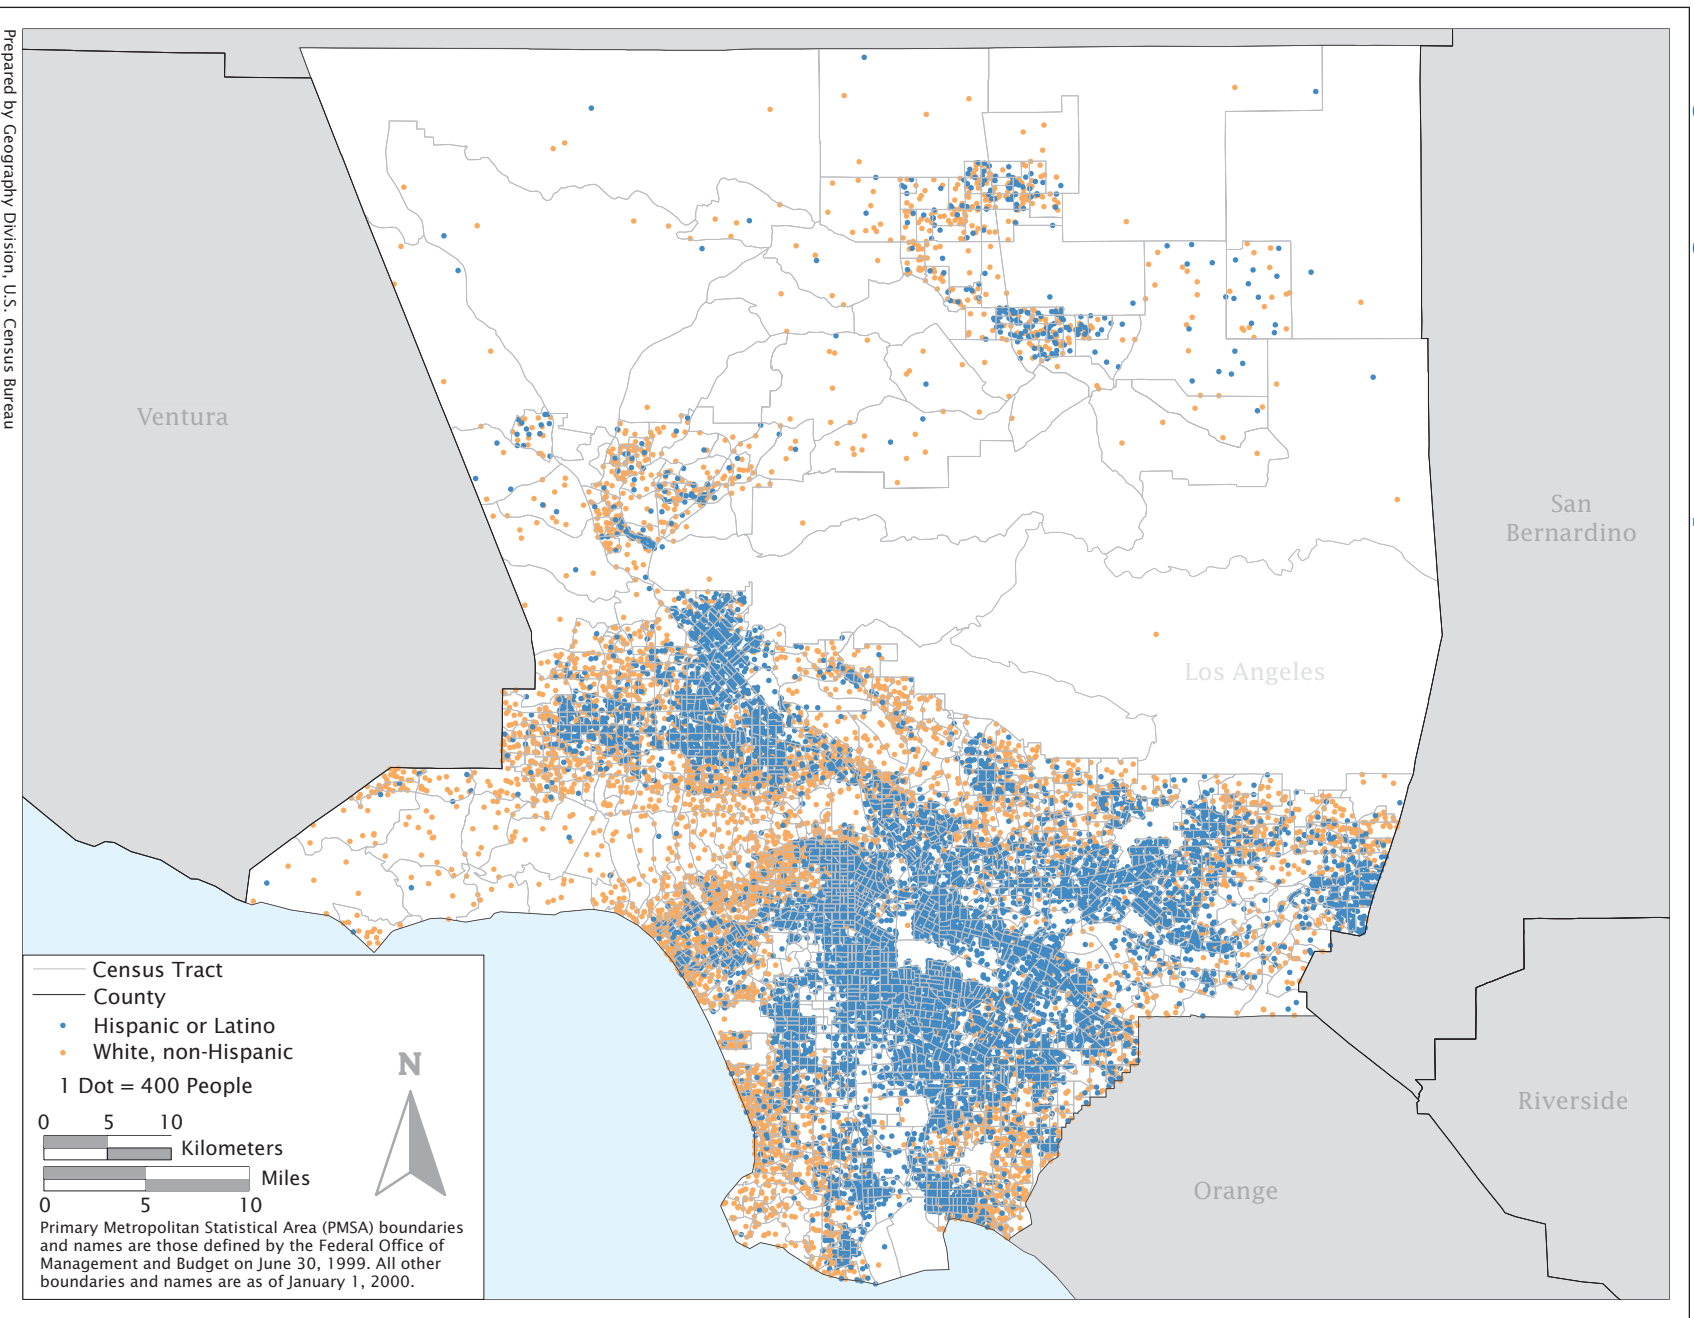 Prepared by Geography Division, U.S. Census Bureau
Ventura
San
Bernardino
Los Angeles
Riverside
Orange
Census Tract
County
Hispanic or Latino
White, non-Hispanic
1 Dot = 400 People
N
0 5 10
Kilometers
Miles
0 5 10
Primary Metropolitan Statistical Area (PMSA) boundaries
and names are those defined by the Federal Office of
Management and Budget on June 30, 1999. All other
boundaries and names are as of January 1, 2000.